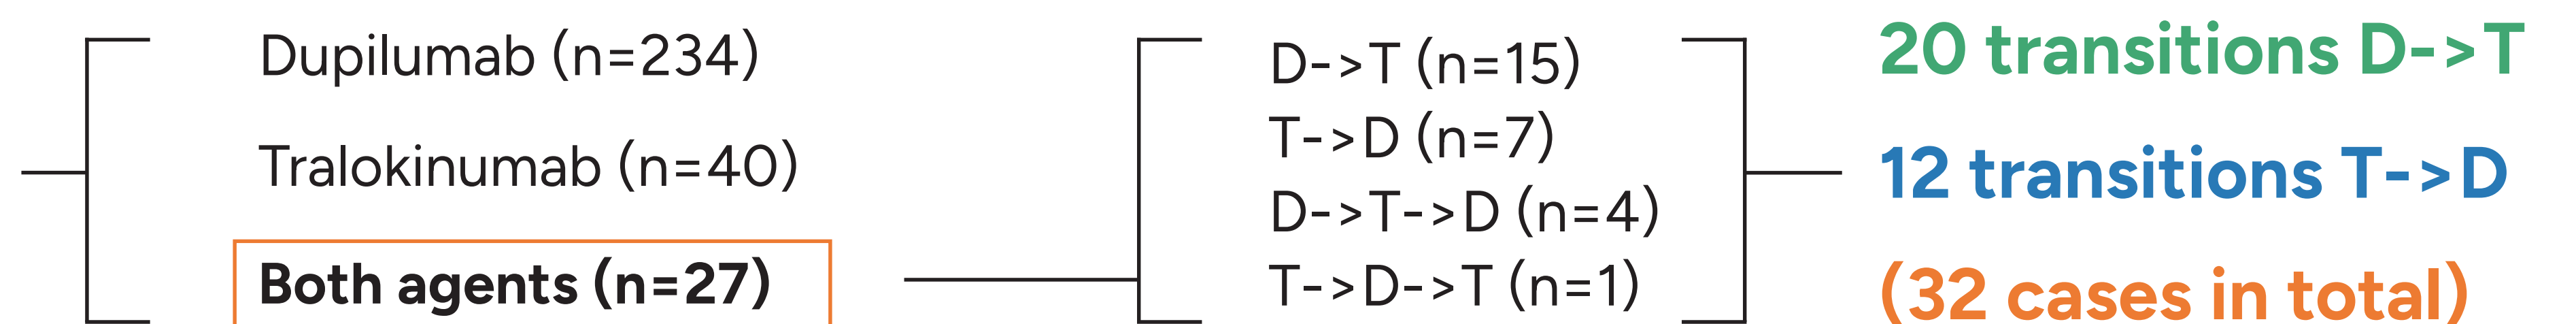 Dupilumab (n=234)
Tralokinumab (n=40)
Both agents (n=27)
D->T (n=15)
T->D (n=7)
D->T->D (n=4)
T->D->T (n=1)
20 transitions D->T
12 transitions T->D
(32 cases in total)